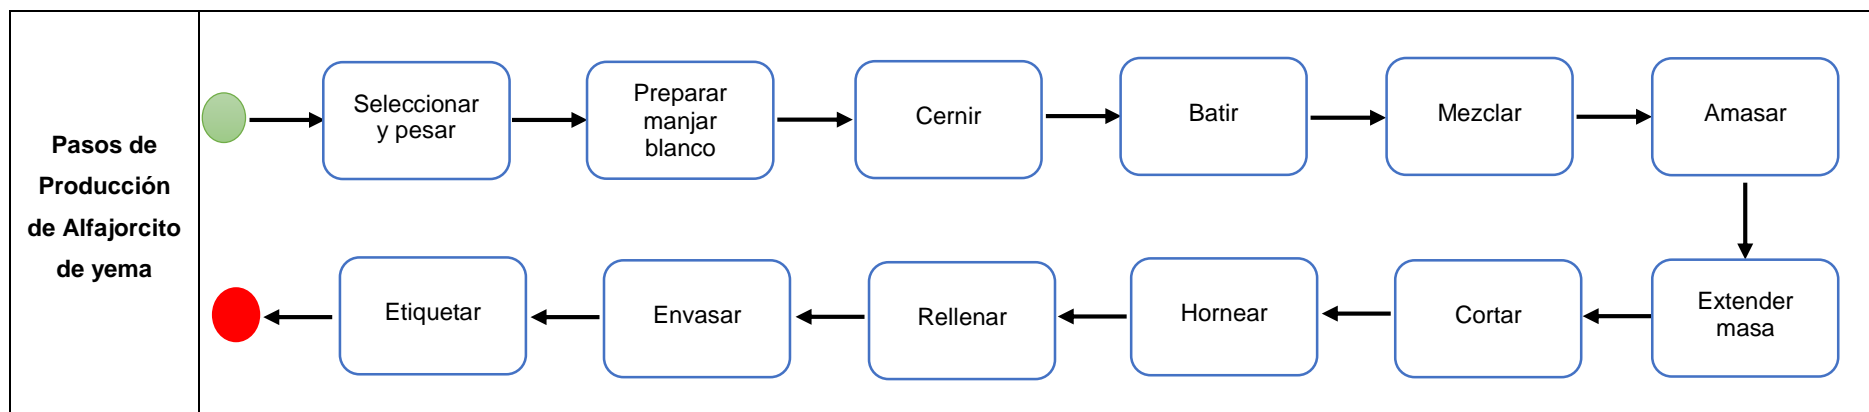 Pasos de
Producción
de Alfajorcito
de yema
Seleccionar
y pesar
Preparar
manjar
blanco
Cernir
Batir
Mezclar
Amasar
Extender
masa
Cortar
Hornear
Rellenar
Envasar
Etiquetar